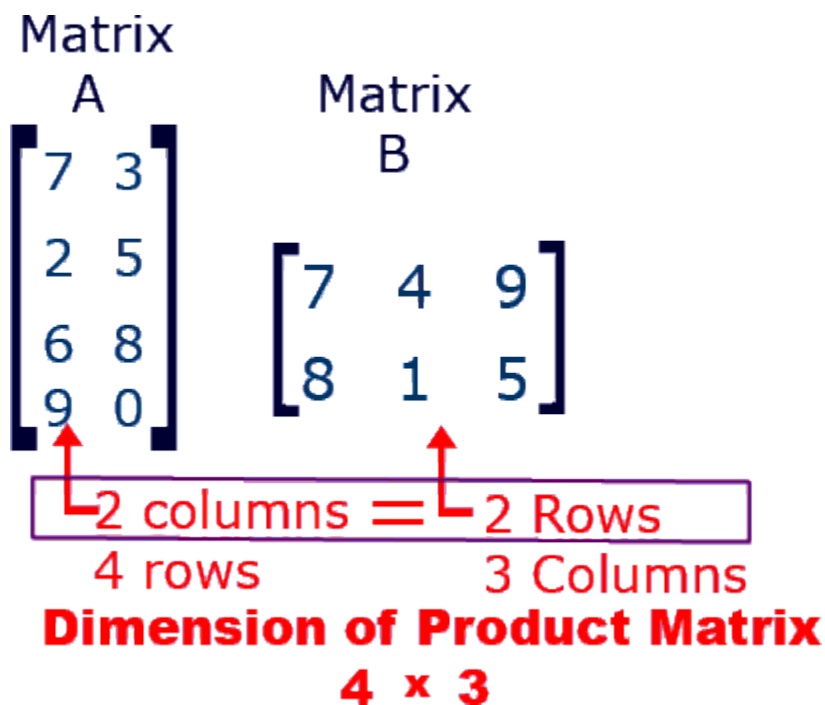 Matrix
A
7 3
2 5
6 8
9 0
Matrix
B
7 4 9
8 1 5
2 columns = 2 Rows
4 rows 3 Columns
Dimension of Product Matrix
4 x 3